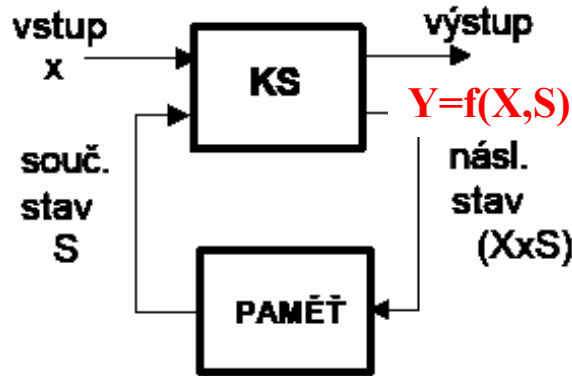 vstup
x
KS
výstup
Y=f(X,S)
souč.
stav
S
násl.
stav
(XxS)
PAMĚŤ